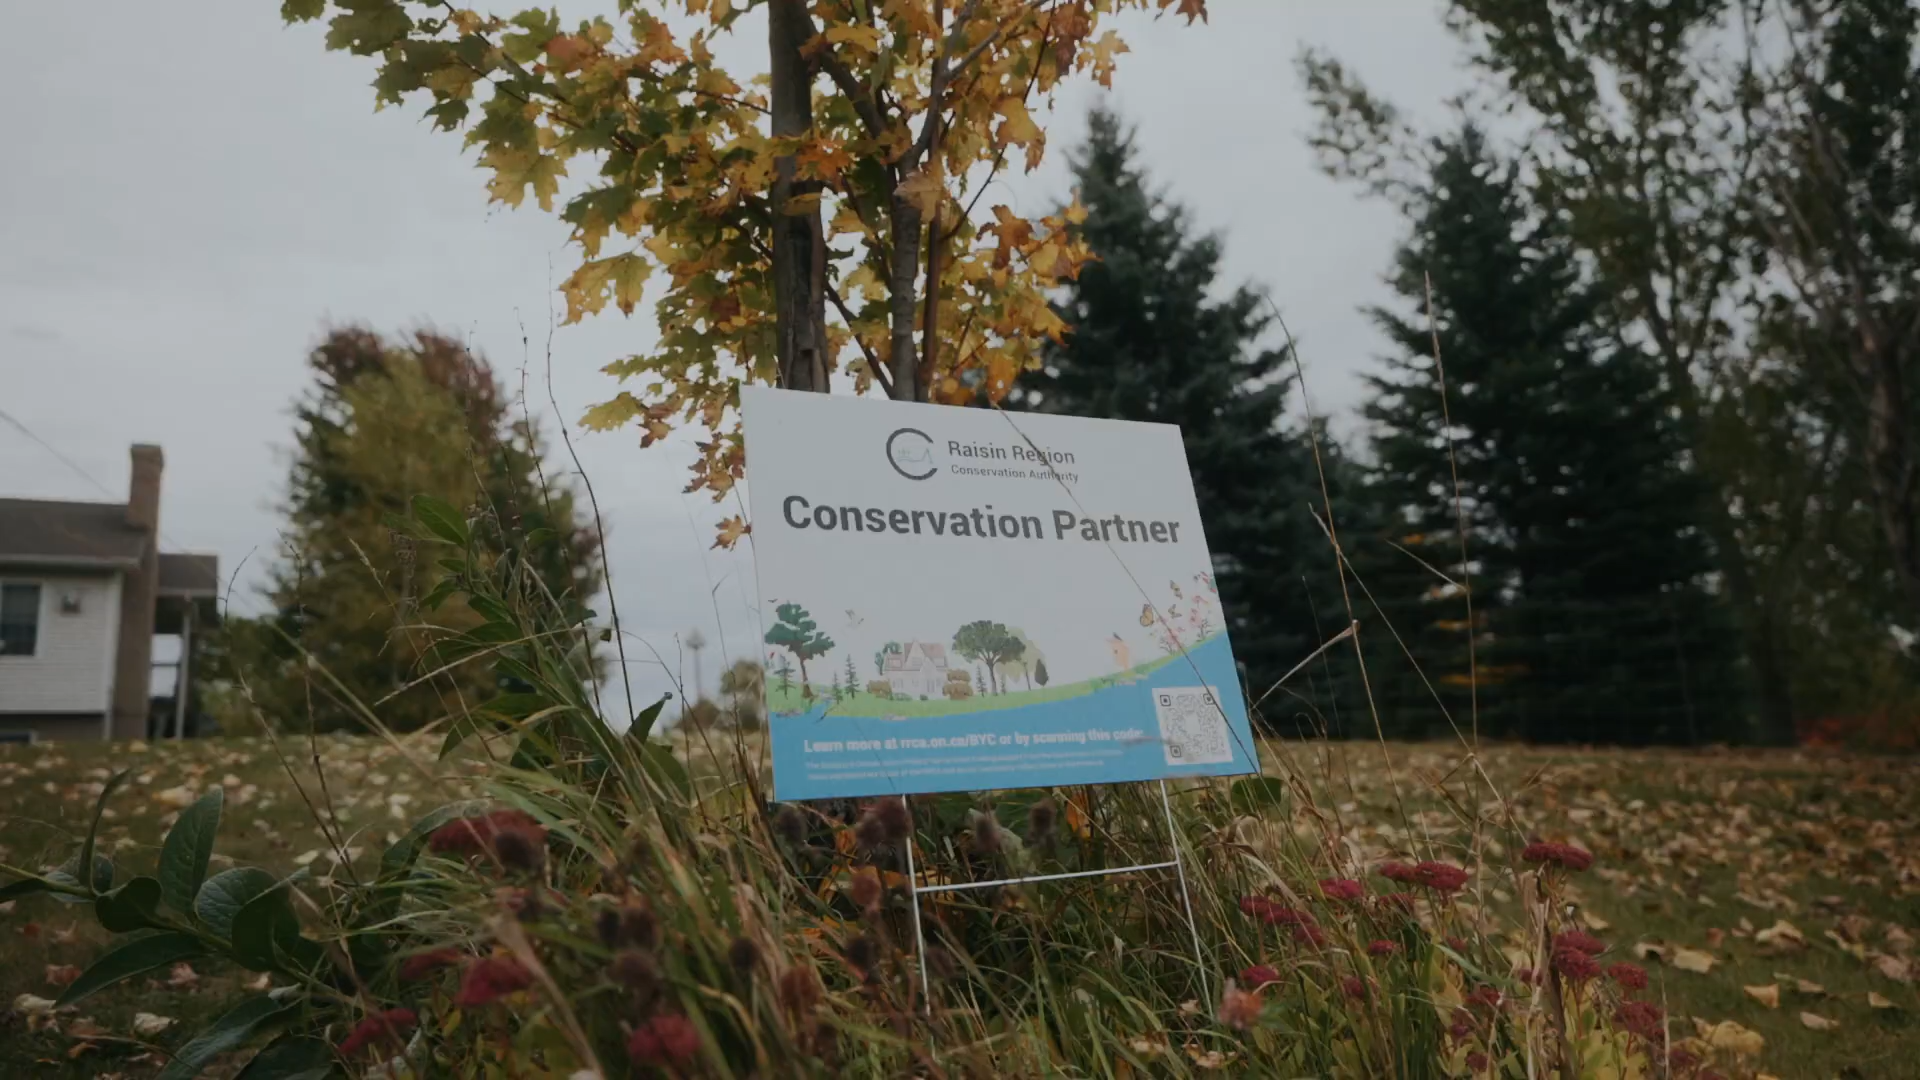 Raisin Region
Conservation Authority
Conservation Partner
Learn more at rrca.on.ca/BYC or by scanning this code: